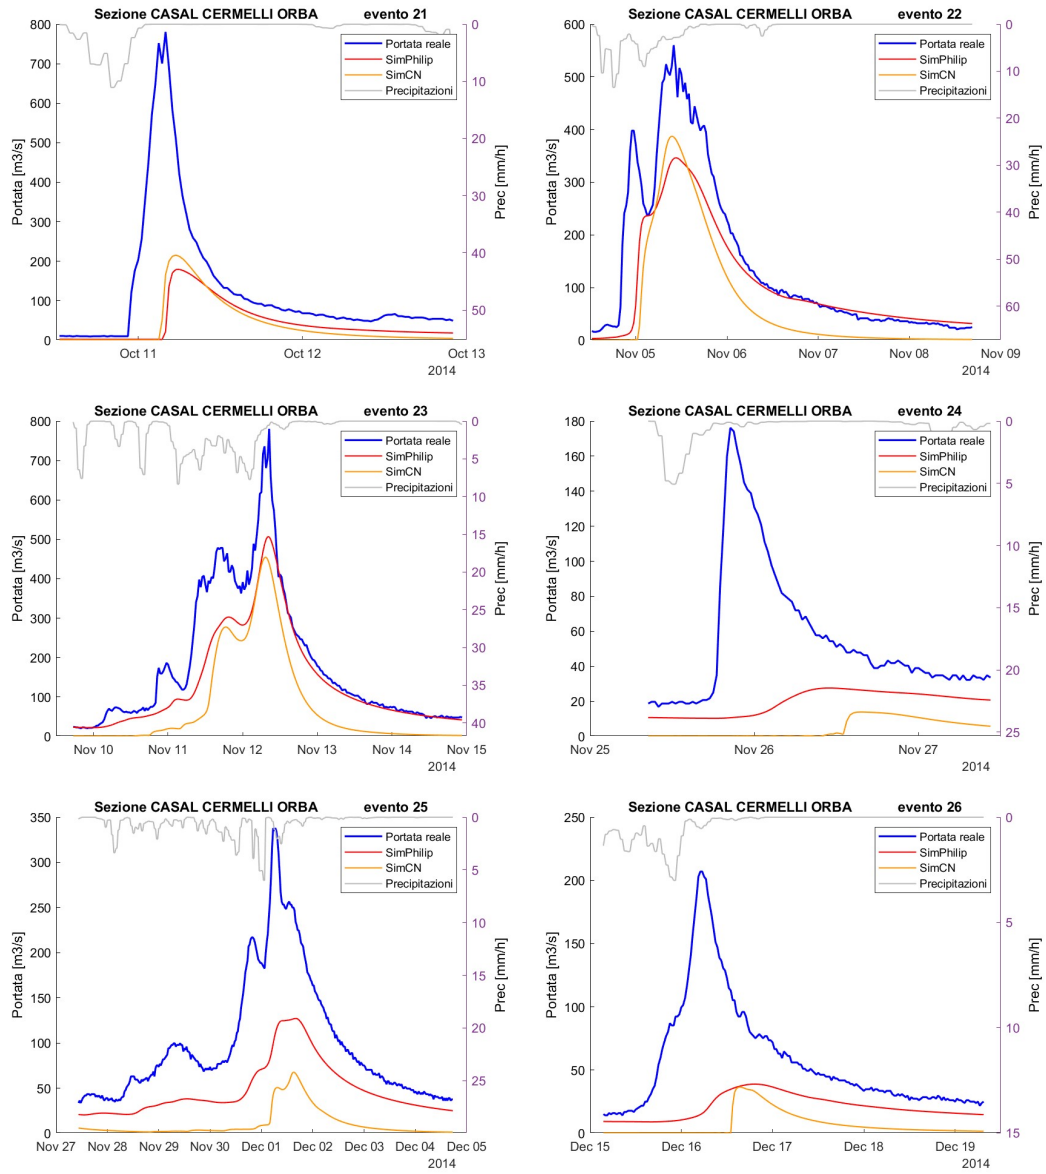 Sezione CASAL CERMELLI ORBA evento 21
800
700
600
500
400
300
200
100
0
Portata [m3/s]
Oct 11
Oct 12
Oct 13
2014
0
10
20
30
40
50
Prec [mm/h]
Portata reale
SimPhilip
SimCN
Precipitazioni
Sezione CASAL CERMELLI ORBA evento 22
600
500
400
300
200
100
0
Portata [m3/s]
Nov 05
Nov 06
Nov 07
Nov 08
Nov 09
2014
0
10
20
30
40
50
60
Prec [mm/h]
Portata reale
SimPhilip
SimCN
Precipitazioni
Sezione CASAL CERMELLI ORBA evento 23
800
700
600
500
400
300
200
100
0
Portata [m3/s]
Nov 10
Nov 11
Nov 12
Nov 13
Nov 14
Nov 15
2014
0
5
10
15
20
25
30
35
40
Prec [mm/h]
Portata reale
SimPhilip
SimCN
Precipitazioni
Sezione CASAL CERMELLI ORBA evento 24
180
160
140
120
100
80
60
40
20
0
Portata [m3/s]
Nov 25
Nov 26
Nov 27
2014
0
5
10
15
20
25
Prec [mm/h]
Portata reale
SimPhilip
SimCN
Precipitazioni
Sezione CASAL CERMELLI ORBA evento 25
350
300
250
200
150
100
50
0
Portata [m3/s]
Nov 27
Nov 28
Nov 29
Nov 30
Dec 01
Dec 02
Dec 03
Dec 04
Dec 05
2014
0
5
10
15
20
25
Prec [mm/h]
Portata reale
SimPhilip
SimCN
Precipitazioni
Sezione CASAL CERMELLI ORBA evento 26
250
200
150
100
50
0
Portata [m3/s]
Dec 15
Dec 16
Dec 17
Dec 18
Dec 19
2014
0
5
10
15
Prec [mm/h]
Portata reale
SimPhilip
SimCN
Precipitazioni